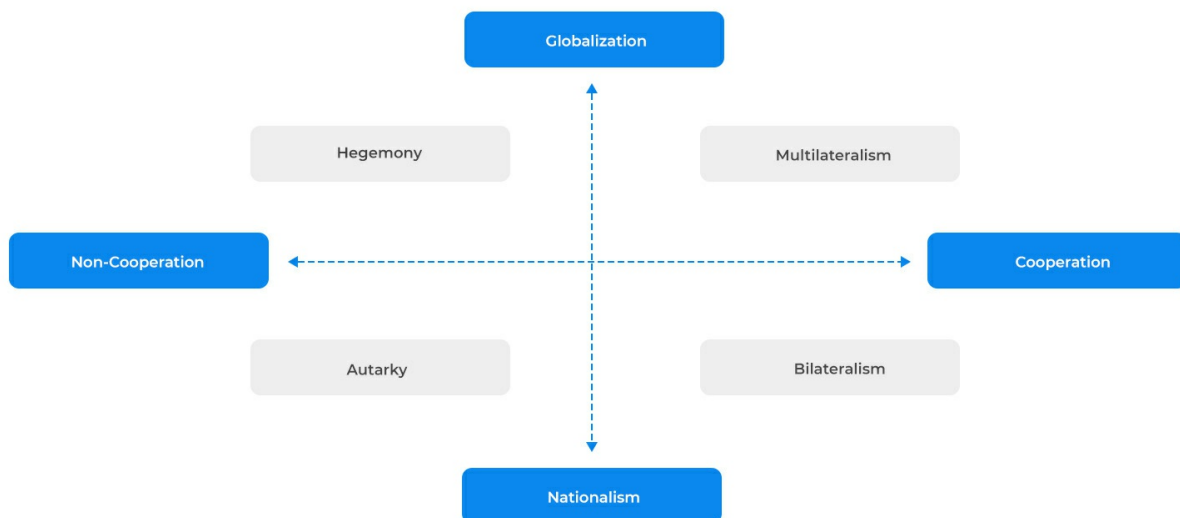 Globalization
Hegemony
Multilateralism
Non-Cooperation
Cooperation
Autarky
Bilateralism
Nationalism